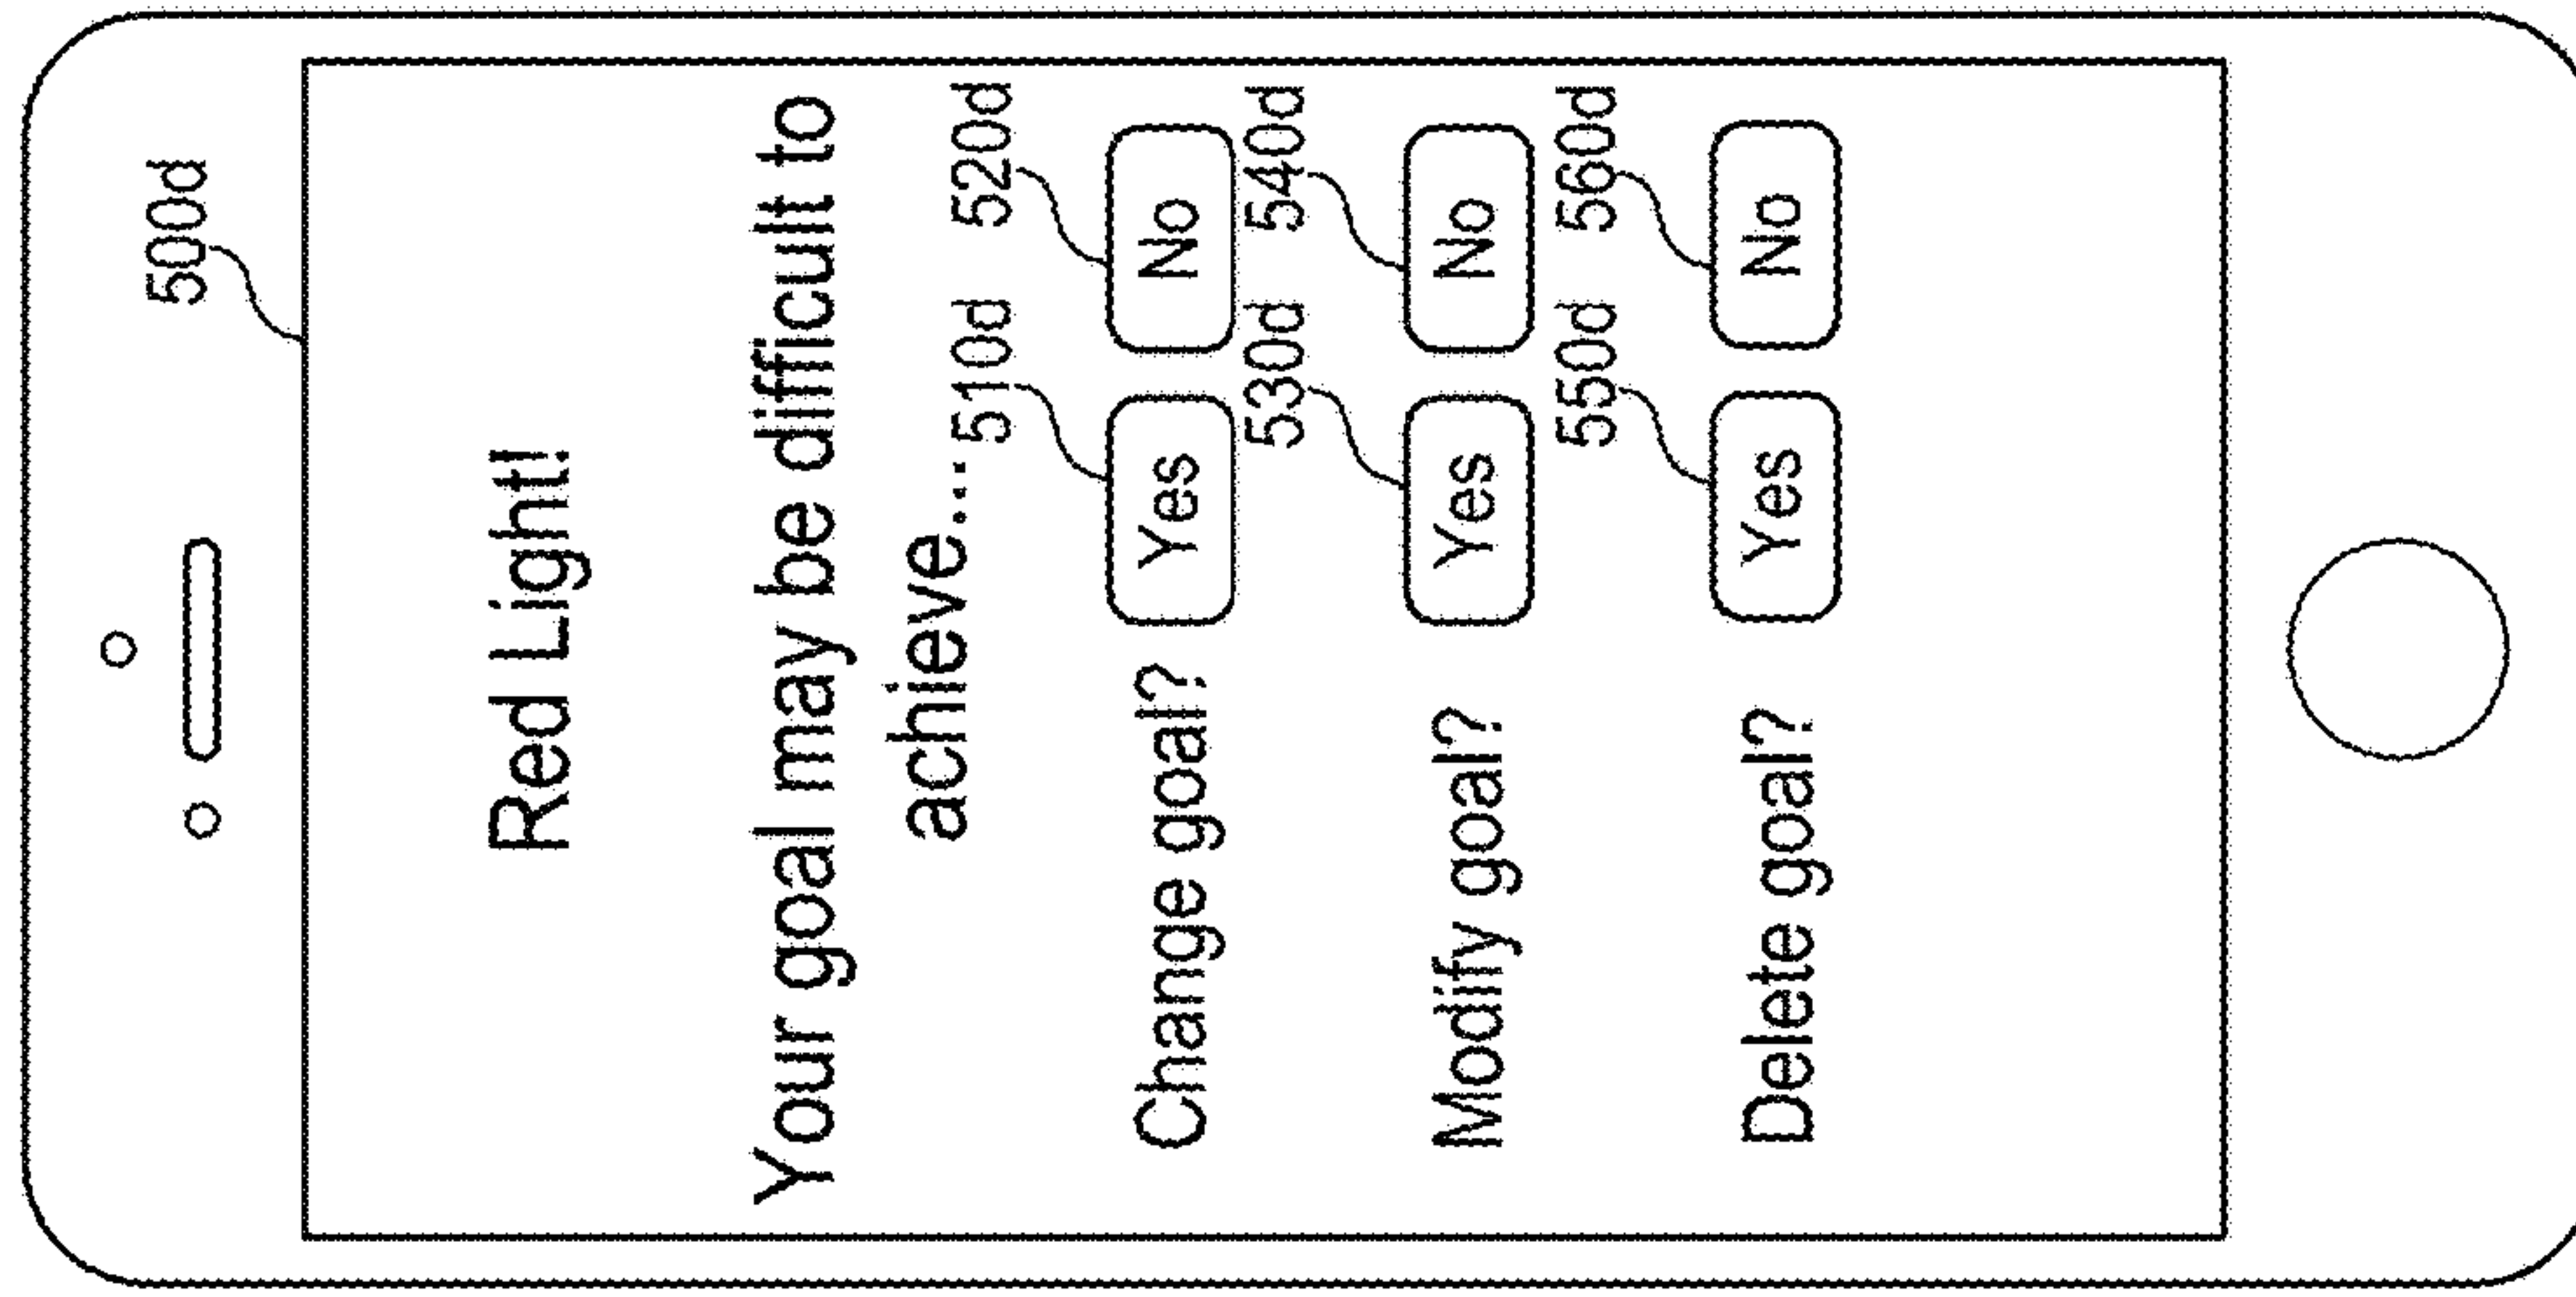 500d
Red Light!
Your goal may be difficult to
achieve...
510d 520d
Change goal? Yes No
530d 540d
Modify goal? Yes No
550d 560d
Delete goal? Yes No